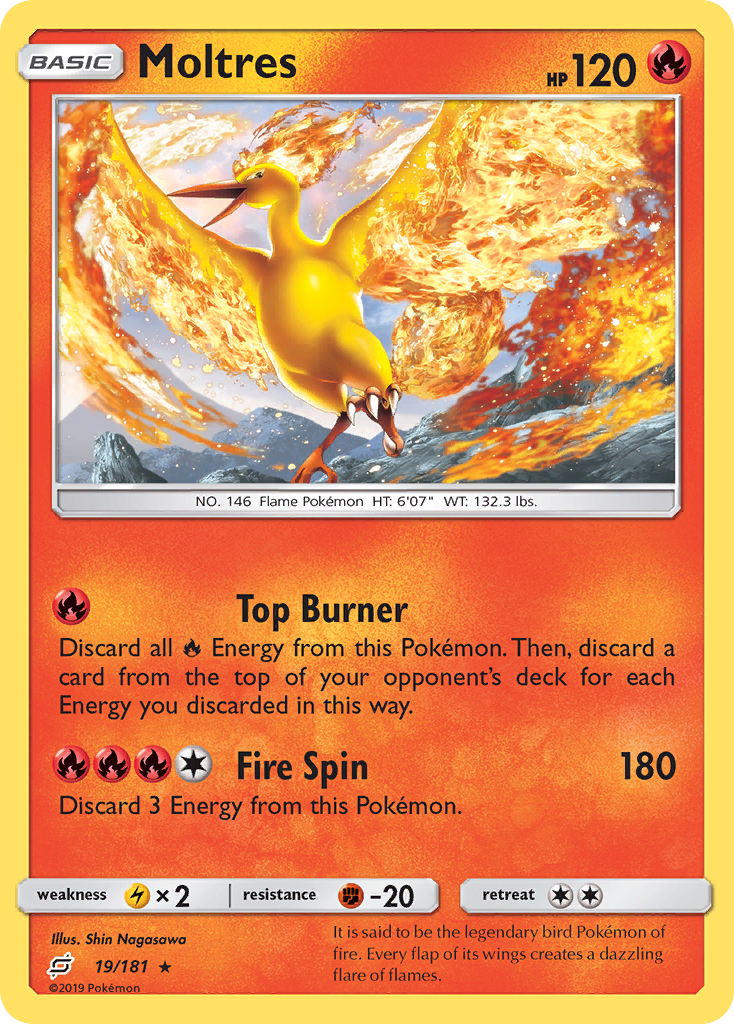 BASIC Moltres HP 120
NO. 146 Flame Pokémon HT: 6'07" WT: 132.3 lbs.
Top Burner
Discard all Energy from this Pokémon. Then, discard a
card from the top of your opponent's deck for each
Energy you discarded in this way.
Fire Spin 180
Discard 3 Energy from this Pokémon.
weakness ×2 resistance -20 retreat
Illus. Shin Nagasawa
19/181 ★
©2019 Pokémon
It is said to be the legendary bird Pokémon of
fire. Every flap of its wings creates a dazzling
flare of flames.